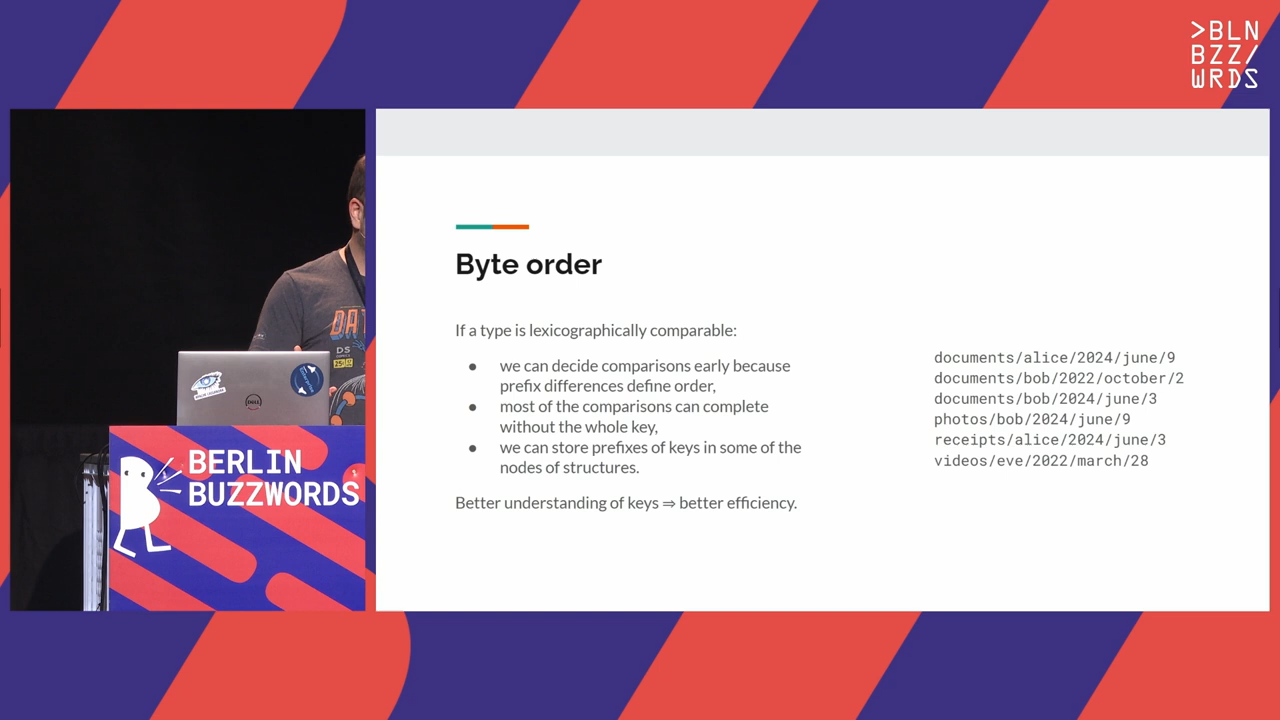 >BLN
BZZ/
WRDS
Byte order
If a type is lexicographically comparable:
● we can decide comparisons early because
prefix differences define order,
● most of the comparisons can complete
without the whole key,
● we can store prefixes of keys in some of the
nodes of structures.
Better understanding of keys ⇒ better efficiency.
documents/alice/2024/june/9
documents/bob/2022/october/2
documents/bob/2024/june/3
photos/bob/2024/june/9
receipts/alice/2024/june/3
videos/eve/2022/march/28
DAT
DS
DELL
BERLIN
BUZZWORDS